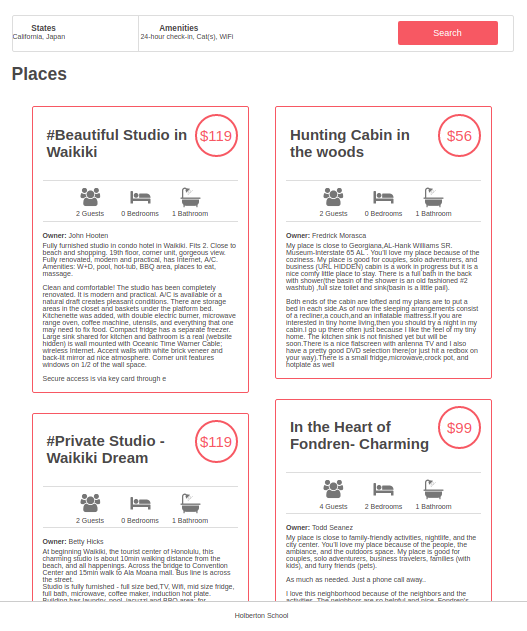 States
California, Japan
Amenities
24-hour check-in, Cat(s), WiFi
Search
Places
#Beautiful Studio in
Waikiki
$119
2 Guests
0 Bedrooms
1 Bathroom
Owner: John Hooten
Fully furnished studio in condo hotel in Waikiki. Fits 2. Close to
beach and shopping. 19th floor, corner unit, gorgeous view.
Fully renovated, modern and practical, has internet, A/C.
Amenities: W+D, pool, hot-tub, BBQ area, places to eat,
massage.
Clean and comfortable! The studio has been completely
renovated. It is modern and practical. A/C is available or a
natural draft creates pleasant conditions. There are storage
areas in the closet and baskets under the platform bed.
Kitchenette was added, with double electric burner, microwave
range oven, coffee machine, utensils, and everything that one
may need to fix food. Compact fridge has a separate freezer.
Large sink shared for kitchen and bathroom is a real (website
hidden) is wall mounted with Oceanic Time Warner Cable;
wireless Internet. Accent walls with white brick veneer and
back-lit mirror ad nice atmosphere. Corner unit features
windows on 1/2 of the wall space.
Secure access is via key card through e
Hunting Cabin in
the woods
$56
2 Guests
0 Bedrooms
1 Bathroom
Owner: Fredrick Morasca
My place is close to Georgiana,AL-Hank Williams SR.
Museum-Interstate 65 AL . You'll love my place because of the
coziness. My place is good for couples, solo adventurers, and
business (URL HIDDEN) cabin is a work in progress but it is a
nice comfy little place to stay. There is a full bath in the back
with shower(the basin of the shower is an old fashioned #2
washtub) ,full size toilet and sink(basin is a little pail).
Both ends of the cabin are lofted and my plans are to put a
bed in each side.As of now the sleeping arrangements consist
of a recliner,a couch,and an inflatable mattress.If you are
interested in tiny home living,then you should try a night in my
cabin.I go up there often just because I like the feel of my tiny
home. The kitchen sink is not finished yet but will be
soon.There is a nice flatscreen with antenna TV and I also
have a pretty good DVD selection there(or just hit a redbox on
your way).There is a small fridge,microwave,crock pot, and
hotplate as well
#Private Studio -
Waikiki Dream
$119
2 Guests
0 Bedrooms
1 Bathroom
Owner: Betty Hicks
At beginning Waikiki, the tourist center of Honolulu, this
charming studio is about 10min walking distance from the
beach, and all happenings. Across the bridge to Convention
Center and 15min walk to Ala Moana mall. Bus line is across
the street.
Studio is fully furnished - full size bed,TV, Wifi, mid size fridge,
full bath, microwave, coffee maker, induction hot plate.
Building has laundry, pool, jacuzzi and BBQ area; for
In the Heart of
Fondren- Charming
$99
4 Guests
2 Bedrooms
1 Bathroom
Owner: Todd Seanez
My place is close to family-friendly activities, nightlife, and the
city center. You'll love my place because of the people, the
ambiance, and the outdoors space. My place is good for
couples, solo adventurers, business travelers, families (with
kids), and furry friends (pets).
As much as needed. Just a phone call away..
I love this neighborhood because of the neighbors and the
activities. The neighbors are so helpful and nice. Fondren's
Holberton School